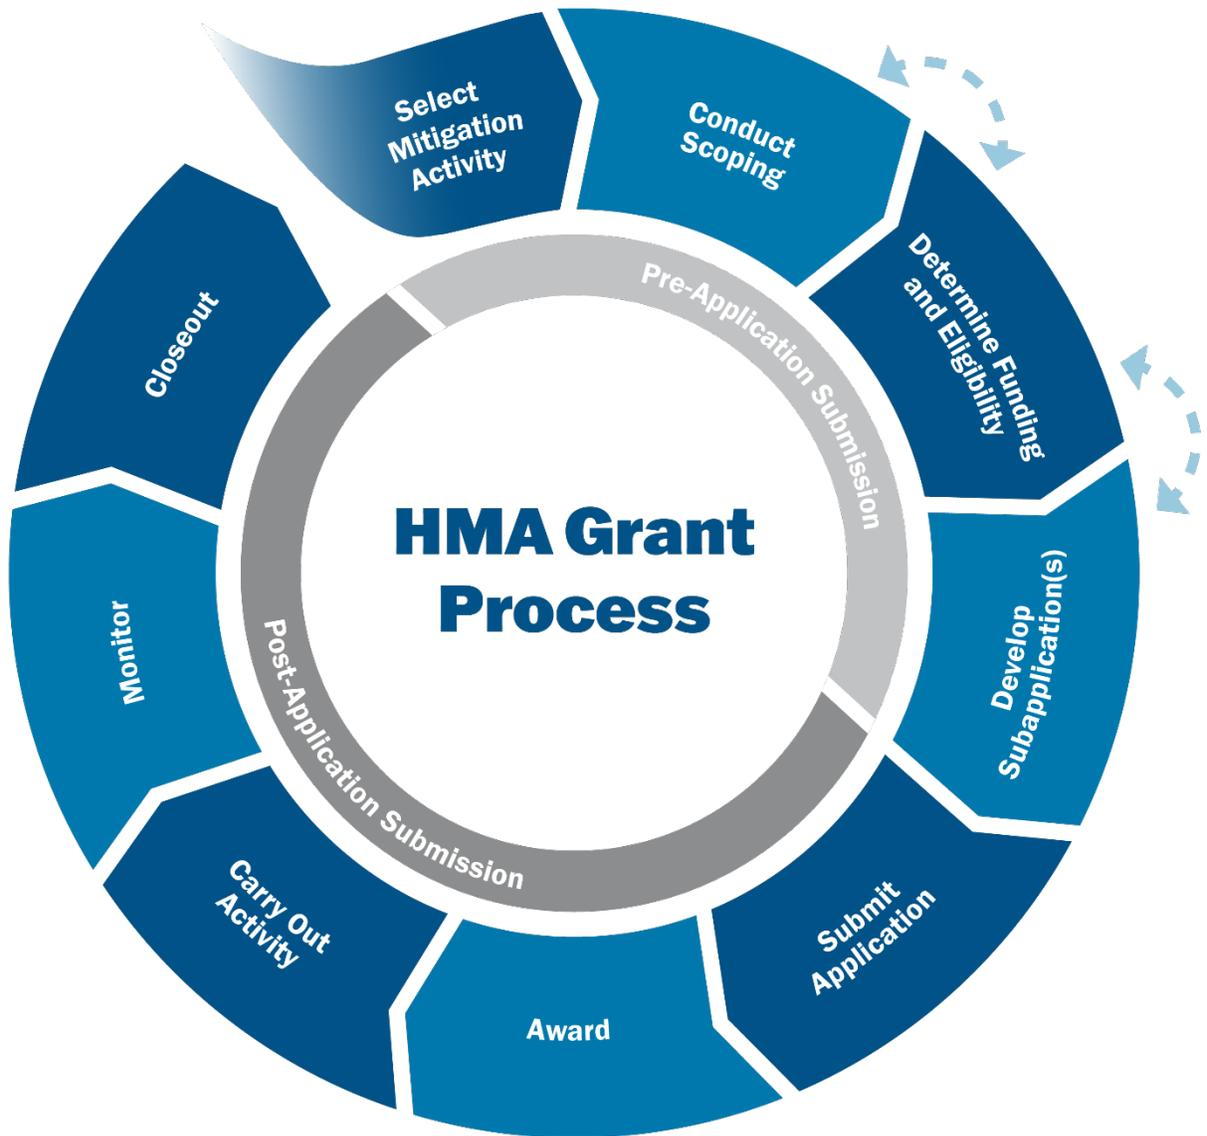 Select
Mitigation
Activity
Conduct
Scoping
Determine Funding
and Eligibility
Develop
Subapplication(s)
Submit
Application
Award
Carry Out
Activity
Monitor
Closeout
Pre-Application Submission
Post-Application Submission
HMA Grant
Process